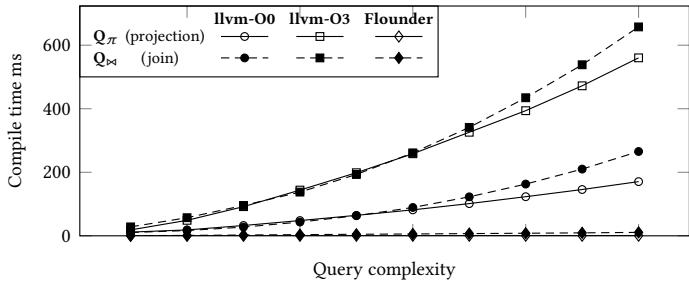 llvm-O0 llvm-O3 Flounder
Qπ (projection)
Q⋈ (join)
600
400
200
0
Compile time ms
Query complexity